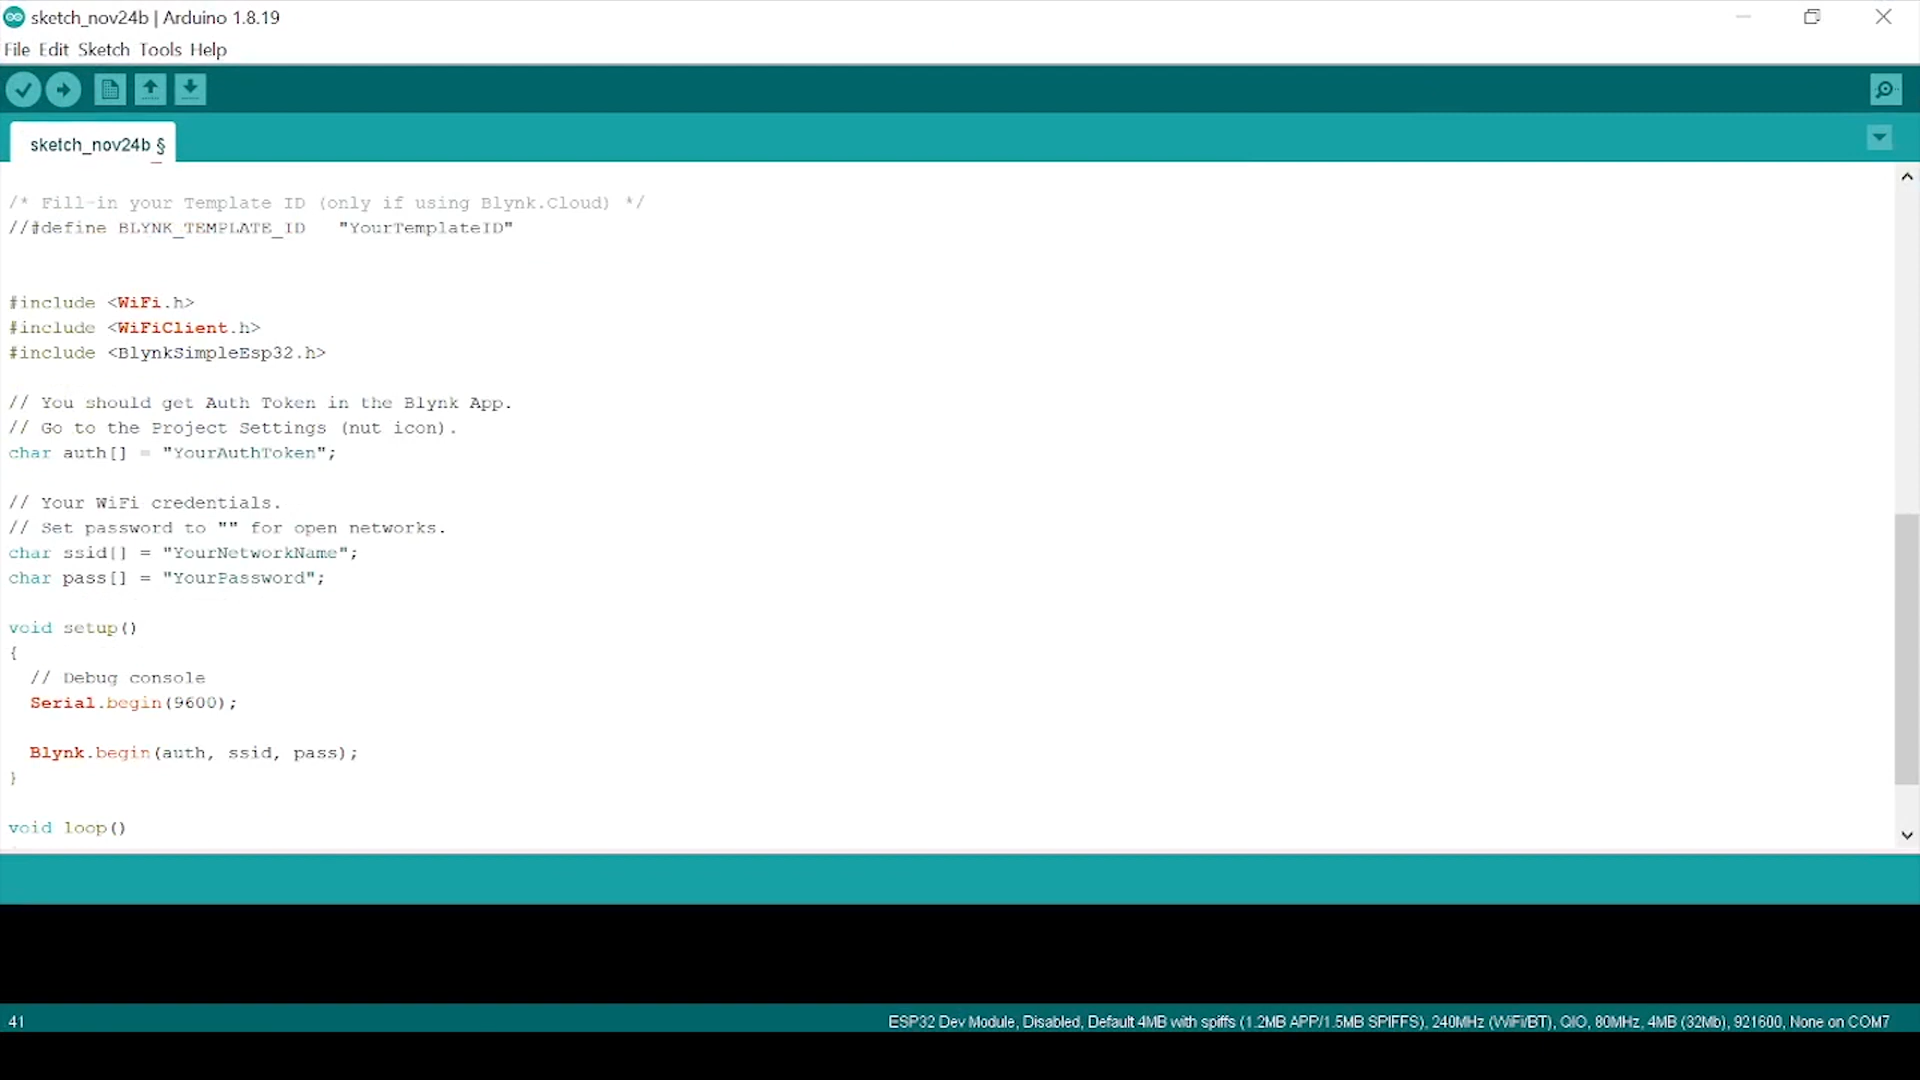 sketch_nov24b | Arduino 1.8.19
File Edit Sketch Tools Help
sketch_nov24b §
/* Fill-in your Template ID (only if using Blynk.Cloud) */
//#define BLYNK_TEMPLATE_ID   "YourTemplateID"
#include <WiFi.h>
#include <WiFiClient.h>
#include <BlynkSimpleEsp32.h>
// You should get Auth Token in the Blynk App.
// Go to the Project Settings (nut icon).
char auth[] = "YourAuthToken";
// Your WiFi credentials.
// Set password to "" for open networks.
char ssid[] = "YourNetworkName";
char pass[] = "YourPassword";
void setup()
{
  // Debug console
  Serial.begin(9600);
  Blynk.begin(auth, ssid, pass);
}
void loop()
41
ESP32 Dev Module, Disabled, Default 4MB with spiffs (1.2MB APP/1.5MB SPIFFS), 240MHz (WiFi/BT), QIO, 80MHz, 4MB (32Mb), 921600, None on COM7